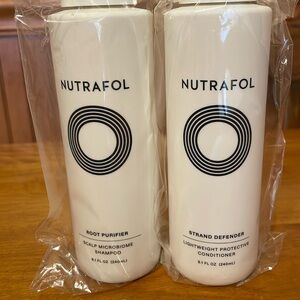 NUTRAFOL
ROOT PURIFIER
SCALP MICROBIOME
SHAMPOO
8.1 FL OZ (240mL)
NUTRAFOL
STRAND DEFENDER
LIGHTWEIGHT PROTECTIVE
CONDITIONER
8.1 FL OZ (240mL)